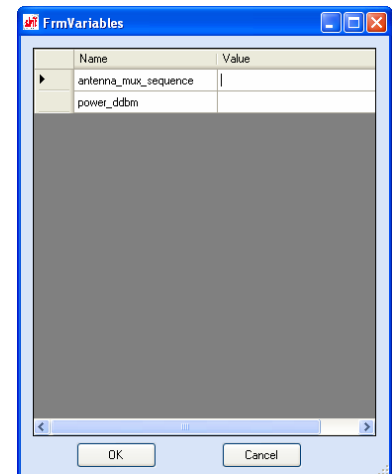 FrmVariables
Name Value
antenna_mux_sequence
power_ddbm
OK Cancel